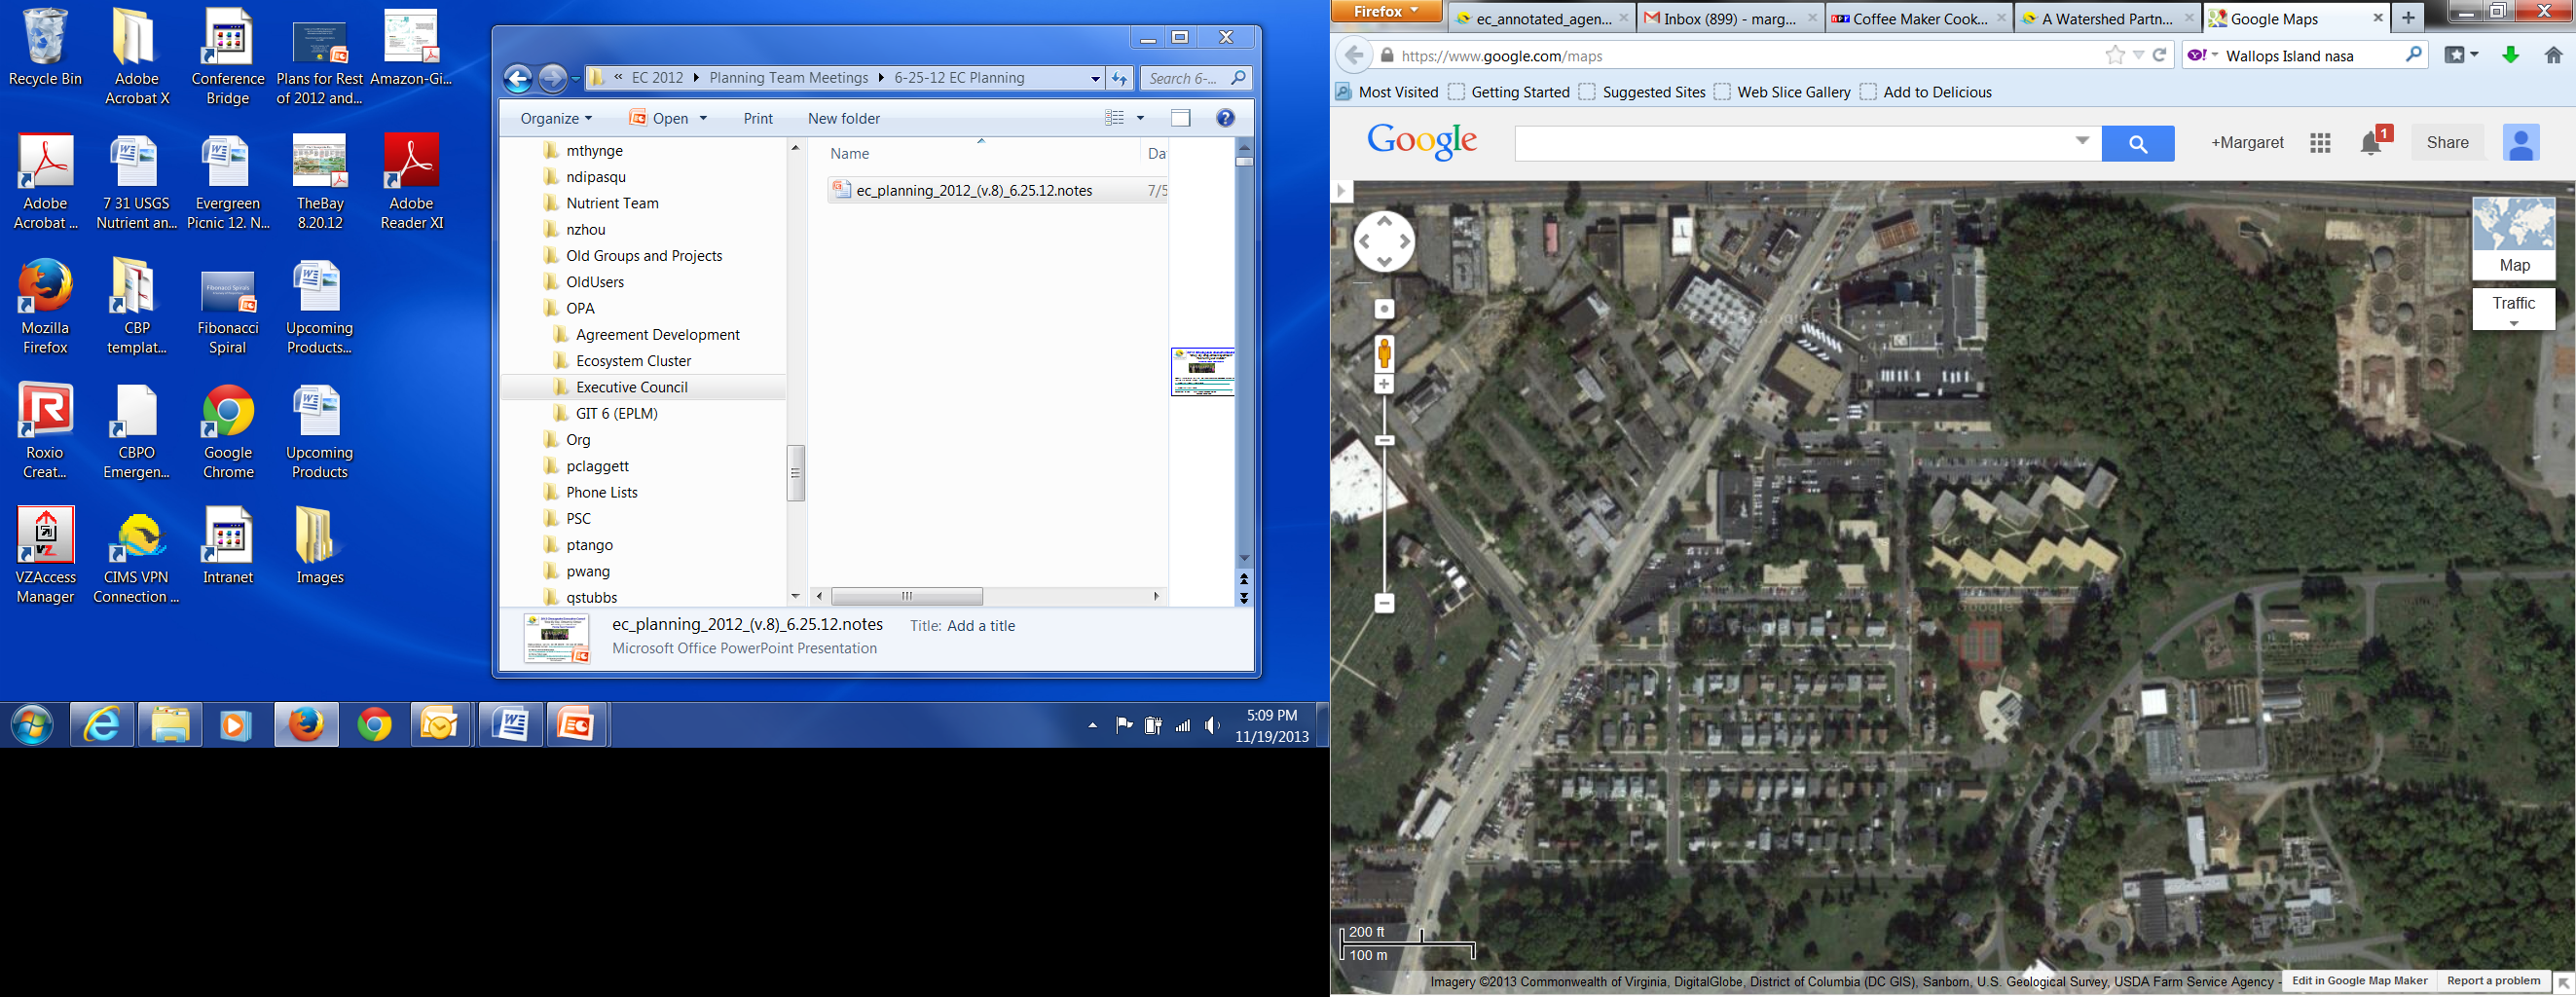 Recycle Bin
Adobe
Acrobat X
Conference
Bridge
Plans for Rest
of 2012 and...
Amazon-Gi...
Adobe
Acrobat ...
7 31 USGS
Nutrient an...
Evergreen
Picnic 12. N...
TheBay
8.20.12
Adobe
Reader XI
Mozilla
Firefox
CBP
templat...
Fibonacci
Spiral
Upcoming
Products...
Roxio
Creat...
CBPO
Emergen...
Google
Chrome
Upcoming
Products
VZAccess
Manager
CIMS VPN
Connection ...
Intranet
Images
« EC 2012 Planning Team Meetings 6-25-12 EC Planning
Search 6-...
Organize Open Print New folder
mthynge
ndipasqu
Nutrient Team
nzhou
Old Groups and Projects
OldUsers
OPA
Agreement Development
Ecosystem Cluster
Executive Council
GIT 6 (EPLM)
Org
pclaggett
Phone Lists
PSC
ptango
pwang
qstubbs
Name Da
ec_planning_2012_(v.8)_6.25.12.notes 7/5
ec_planning_2012_(v.8)_6.25.12.notes Title: Add a title
Microsoft Office PowerPoint Presentation
5:09 PM
11/19/2013
Firefox
ec_annotated_agen...
Inbox (899) - marg...
Coffee Maker Cook...
A Watershed Partn...
Google Maps
https://www.google.com/maps
Wallops Island nasa
Most Visited Getting Started Suggested Sites Web Slice Gallery Add to Delicious
Google
+Margaret
1
Share
Map
Traffic
200 ft
100 m
Imagery ©2013 Commonwealth of Virginia, DigitalGlobe, District of Columbia (DC GIS), Sanborn, U.S. Geological Survey, USDA Farm Service Agency -
Edit in Google Map Maker
Report a problem